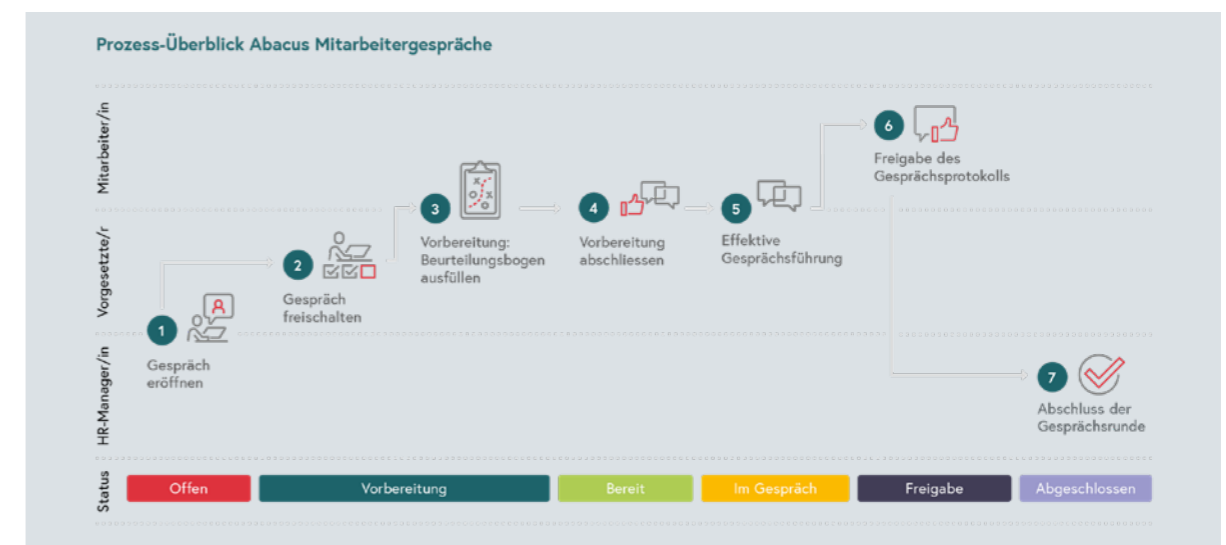 Prozess-Überblick Abacus Mitarbeitergespräche
Mitarbeiter/in
6
Freigabe des
Gesprächsprotokolls
3
Vorbereitung:
Beurteilungsbogen
ausfüllen
4
Vorbereitung
abschliessen
5
Effektive
Gesprächsführung
Vorgesetzte/r
2
Gespräch
freischalten
1
Gespräch
eröffnen
HR-Manager/in
7
Abschluss der
Gesprächsrunde
Status
Offen
Vorbereitung
Bereit
Im Gespräch
Freigabe
Abgeschlossen